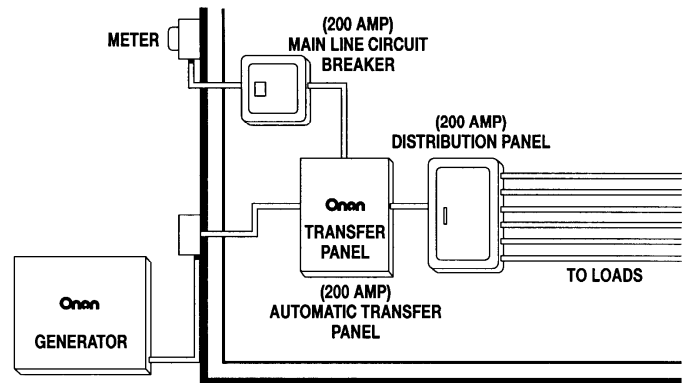 METER
(200 AMP)
MAIN LINE CIRCUIT
BREAKER
(200 AMP)
DISTRIBUTION PANEL
Onan
TRANSFER
PANEL
(200 AMP)
AUTOMATIC TRANSFER
PANEL
TO LOADS
Onan
GENERATOR